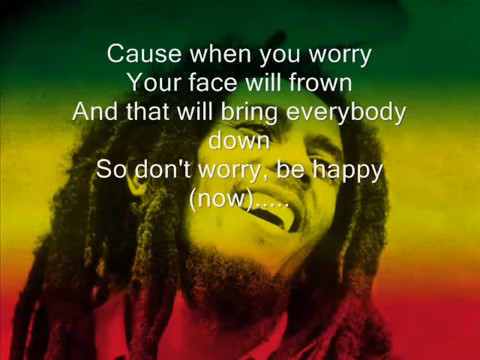 Cause when you worry
Your face will frown
And that will bring everybody
down
So don't worry, be happy
(now).....